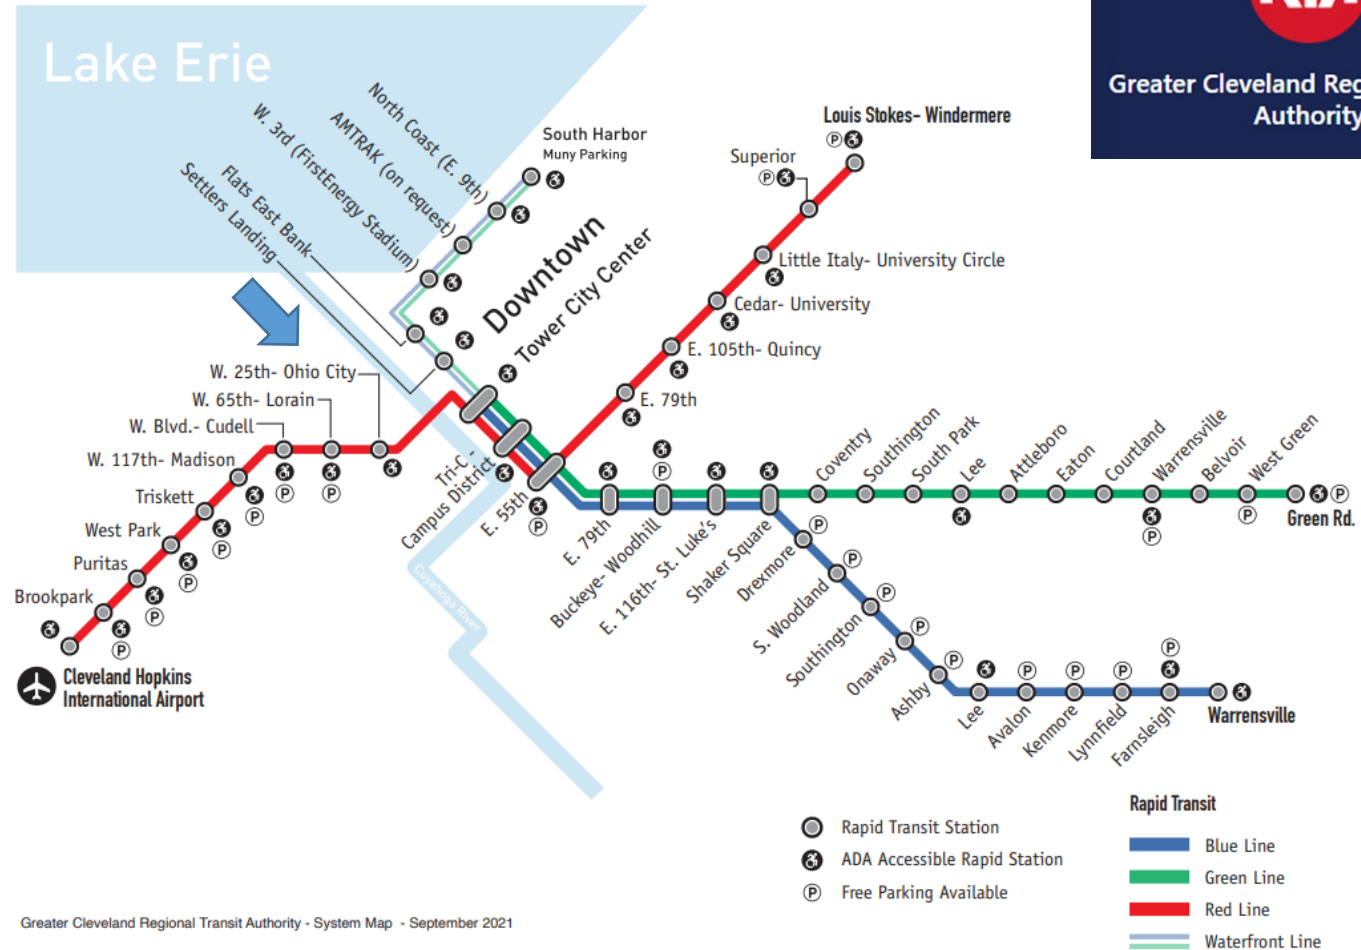 Lake Erie
Greater Cleveland Reg
Authority
North Coast (E. 9th)
AMTRAK (on request)
W. 3rd (FirstEnergy Stadium)
Flats East Bank
Settlers Landing
South Harbor
Muny Parking
Downtown
Tower City Center
Louis Stokes- Windermere
P
Superior
P
Little Italy- University Circle
Cedar- University
E. 105th- Quincy
E. 79th
W. 25th- Ohio City
W. 65th- Lorain
W. Blvd.- Cudell
W. 117th- Madison
Triskett
West Park
Puritas
Brookpark
P
P
P
P
P
P
P
Cleveland Hopkins
International Airport
Tri-C
Campus District
E. 55th
P
Cuyahoga River
E. 79th
P
Buckeye- Woodhill
E. 116th- St. Luke's
Shaker Square
Coventry
Southington
South Park
Lee
Attleboro
Eaton
Courtland
Warrensville
P
Belvoir
West Green
P
P
Green Rd.
Drexmore
P
S. Woodland
P
Southington
P
Onaway
P
Ashby
P
Lee
Avalon
P
Kenmore
P
Lynnfield
P
Farnsleigh
P
Warrensville
Rapid Transit Station
ADA Accessible Rapid Station
P Free Parking Available
Rapid Transit
Blue Line
Green Line
Red Line
Waterfront Line
Greater Cleveland Regional Transit Authority - System Map - September 2021